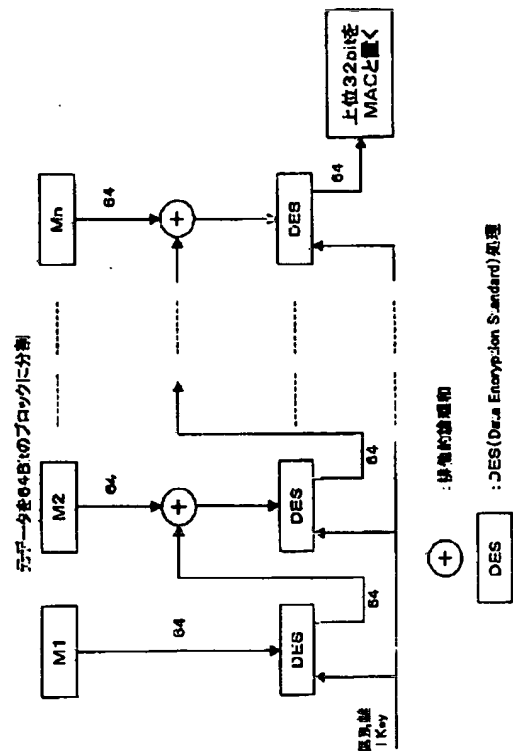 元データを64Bitのブロックに分割
M1
M2
Mn
64
64
64
DES
DES
DES
64
64
64
上位32bitを
MACと置く
Key
:排他的論理和
DES
:DES(Data Encryption Standard)処理